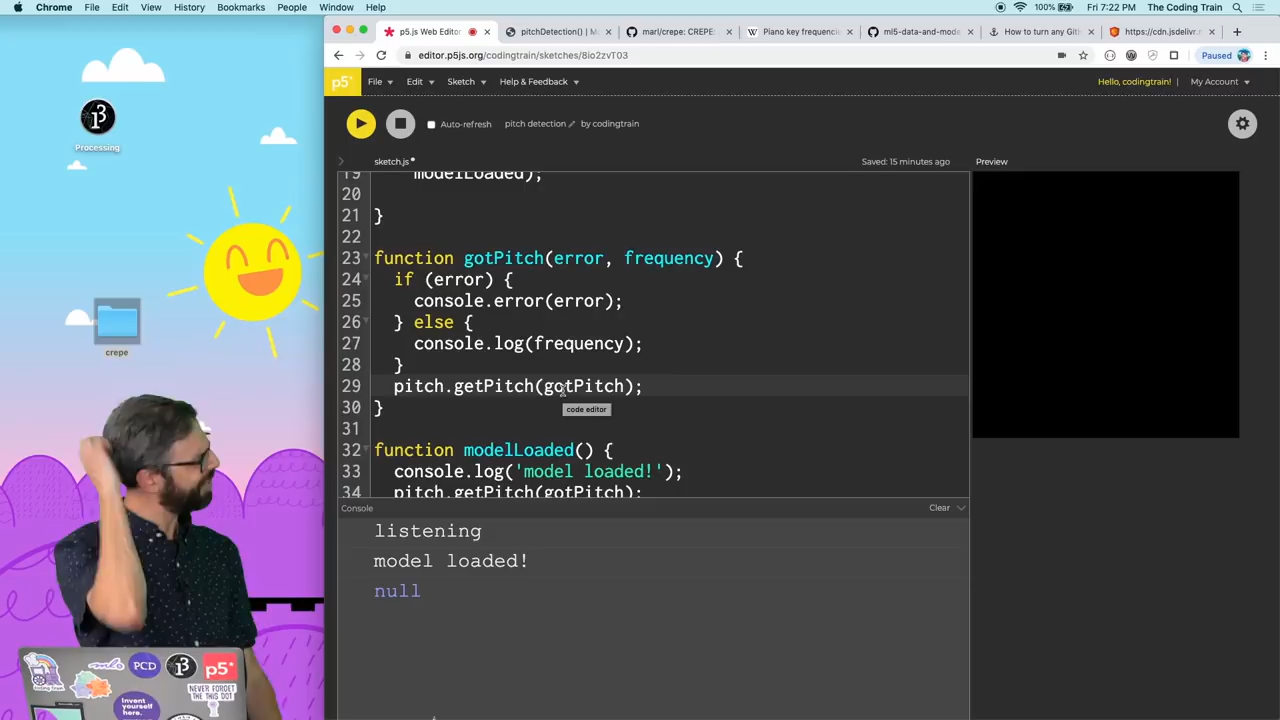 Chrome File Edit View History Bookmarks People Window Help 100% Fri 7:22 PM The Coding Train
p5.js Web Editor pitchDetection() | M marl/crepe: CREPE: Piano key frequencie ml5-data-and-mode How to turn any Gith https://cdn.jsdelivr.
editor.p5js.org/codingtrain/sketches/8io2zvT03 Paused
p5* File Edit Sketch Help & Feedback Hello, codingtrain! My Account
Auto-refresh pitch detection by codingtrain
sketch.js Saved: 15 minutes ago Preview
19 modelLoaded);
20
21 }
22
23 function gotPitch(error, frequency) {
24 if (error) {
25 console.error(error);
26 } else {
27 console.log(frequency);
28 }
29 pitch.getPitch(gotPitch);
30 }
code editor
31
32 function modelLoaded() {
33 console.log('model loaded!');
34 pitch.getPitch(gotPitch);
Console Clear
listening
model loaded!
null
Processing
crepe
PCD
p5*
NEVER FORGET
THE THIS DOT
Invent
yourself
here.